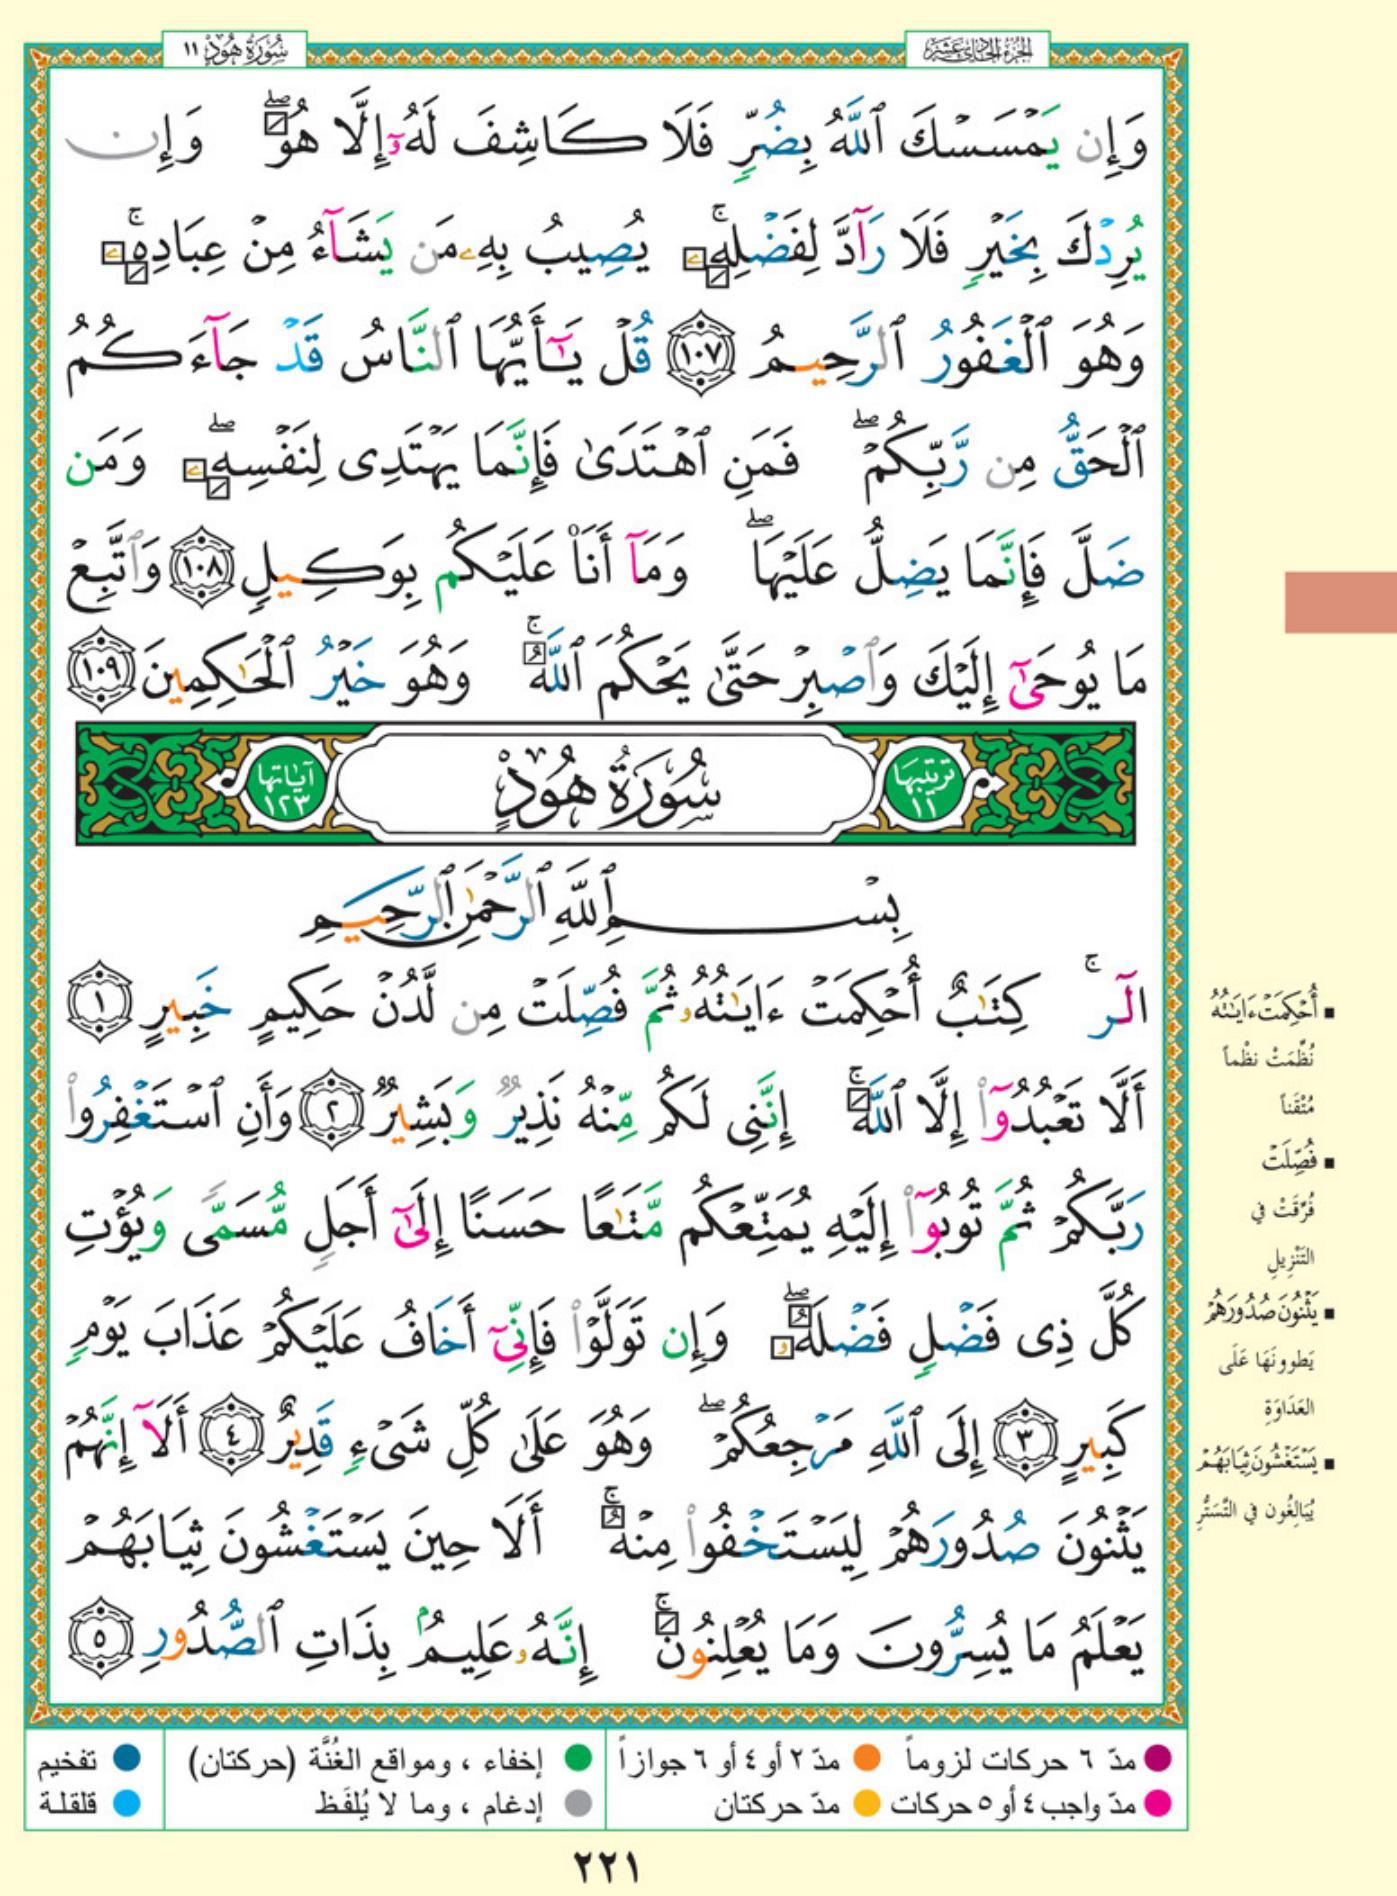 الجزء الحادي عشر
سُورَةُ هُودٍ ١١
وَإِن يَمْسَسْكَ ٱللَّهُ بِضُرٍّ فَلَا كَاشِفَ لَهُۥٓ إِلَّا هُوَ ۖ وَإِن
يُرِدْكَ بِخَيْرٍ فَلَا رَآدَّ لِفَضْلِهِۦ ۚ يُصِيبُ بِهِۦ مَن يَشَآءُ مِنْ عِبَادِهِۦ ۚ
وَهُوَ ٱلْغَفُورُ ٱلرَّحِيمُ ١٠٧ قُلْ يَـٰٓأَيُّهَا ٱلنَّاسُ قَدْ جَآءَكُمُ
ٱلْحَقُّ مِن رَّبِّكُمْ ۖ فَمَنِ ٱهْتَدَىٰ فَإِنَّمَا يَهْتَدِى لِنَفْسِهِۦ ۖ وَمَن
ضَلَّ فَإِنَّمَا يَضِلُّ عَلَيْهَا ۖ وَمَآ أَنَا۠ عَلَيْكُم بِوَكِيلٍ ١٠٨ وَٱتَّبِعْ
مَا يُوحَىٰٓ إِلَيْكَ وَٱصْبِرْ حَتَّىٰ يَحْكُمَ ٱللَّهُ ۚ وَهُوَ خَيْرُ ٱلْحَـٰكِمِينَ ١٠٩
ترتيبها ١١
سُورَةُ هُودٍ
آياتها ١٢٣
بِسْمِ ٱللَّهِ ٱلرَّحْمَـٰنِ ٱلرَّحِيمِ
الٓر ۚ كِتَـٰبٌ أُحْكِمَتْ ءَايَـٰتُهُۥ ثُمَّ فُصِّلَتْ مِن لَّدُنْ حَكِيمٍ خَبِيرٍ ١
أَلَّا تَعْبُدُوٓا۟ إِلَّا ٱللَّهَ ۚ إِنَّنِى لَكُم مِّنْهُ نَذِيرٌ وَبَشِيرٌ ٢ وَأَنِ ٱسْتَغْفِرُوا۟
رَبَّكُمْ ثُمَّ تُوبُوٓا۟ إِلَيْهِ يُمَتِّعْكُم مَّتَـٰعًا حَسَنًا إِلَىٰٓ أَجَلٍ مُّسَمًّى وَيُؤْتِ
كُلَّ ذِى فَضْلٍ فَضْلَهُۥ ۖ وَإِن تَوَلَّوْا۟ فَإِنِّىٓ أَخَافُ عَلَيْكُمْ عَذَابَ يَوْمٍ
كَبِيرٍ ٣ إِلَى ٱللَّهِ مَرْجِعُكُمْ ۖ وَهُوَ عَلَىٰ كُلِّ شَىْءٍ قَدِيرٌ ٤ أَلَآ إِنَّهُمْ
يَثْنُونَ صُدُورَهُمْ لِيَسْتَخْفُوا۟ مِنْهُ ۚ أَلَا حِينَ يَسْتَغْشُونَ ثِيَابَهُمْ
يَعْلَمُ مَا يُسِرُّونَ وَمَا يُعْلِنُونَ ۚ إِنَّهُۥ عَلِيمٌۢ بِذَاتِ ٱلصُّدُورِ ٥
▪ أُحْكِمَتْ ءَايَـٰتُهُ
نُظِّمَتْ نظْماً
مُتْقَناً
▪ فُصِّلَتْ
فُرِّقَتْ في
التَّنْزِيلِ
▪ يَثْنُونَ صُدُورَهُمْ
يَطوونَهَا عَلَى
العَدَاوَةِ
▪ يَسْتَغْشُونَ ثِيَابَهُمْ
يُبَالِغُون في التَّسَتُّرِ
مدّ ٦ حركات لزوماً
مدّ ٢ أو ٤ أو ٦ جوازاً
إخفاء ، ومواقع الغُنَّة (حركتان)
تفخيم
مدّ واجب ٤ أو ٥ حركات
مدّ حركتان
إدغام ، وما لا يُلفَظ
قلقلة
٢٢١